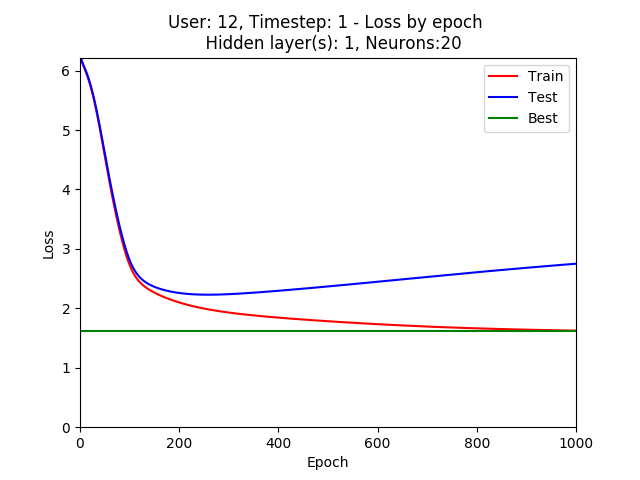 User: 12, Timestep: 1 - Loss by epoch
Hidden layer(s): 1, Neurons:20
Train
Test
Best
Loss
6
5
4
3
2
1
0
0 200 400 600 800 1000
Epoch